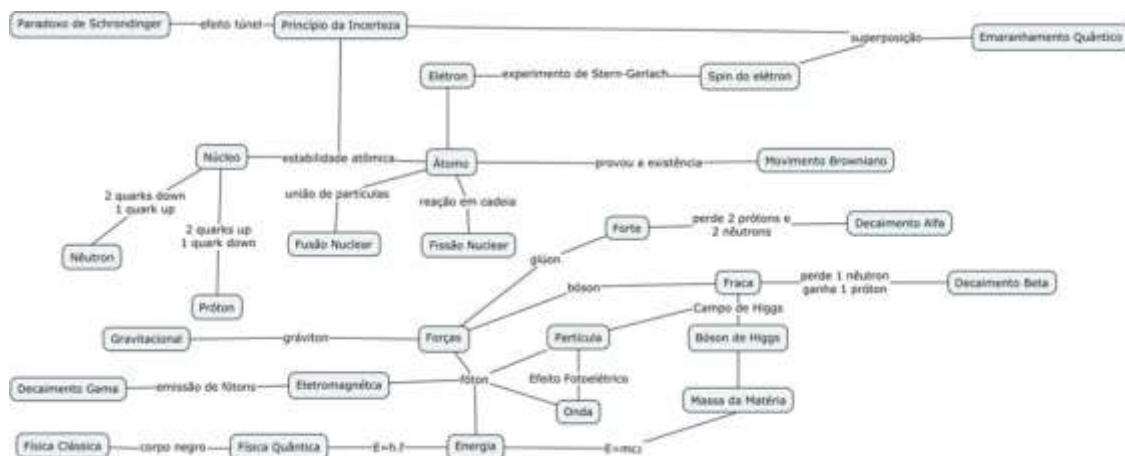 Paradoxo de Schrondinger
efeito túnel
Princípio da Incerteza
superposição
Emaranhamento Quântico
Elétron
experimento de Stern-Gerlach
Spin do elétron
Núcleo
estabilidade atômica
Átomo
provou a existência
Movimento Browniano
2 quarks down
1 quark up
união de partículas
reação em cadeia
2 quarks up
1 quark down
Nêutron
Fusão Nuclear
Fissão Nuclear
Forte
perde 2 prótons e
2 nêutrons
Decaimento Alfa
glúon
Próton
bóson
Fraca
perde 1 nêutron
ganha 1 próton
Decaimento Beta
Campo de Higgs
Gravitacional
gráviton
Forças
Partícula
Bóson de Higgs
Decaimento Gama
emissão de fótons
Eletromagnética
fóton
Efeito Fotoelétrico
Onda
Massa da Matéria
Física Clássica
corpo negro
Física Quântica
E=h.f
Energia